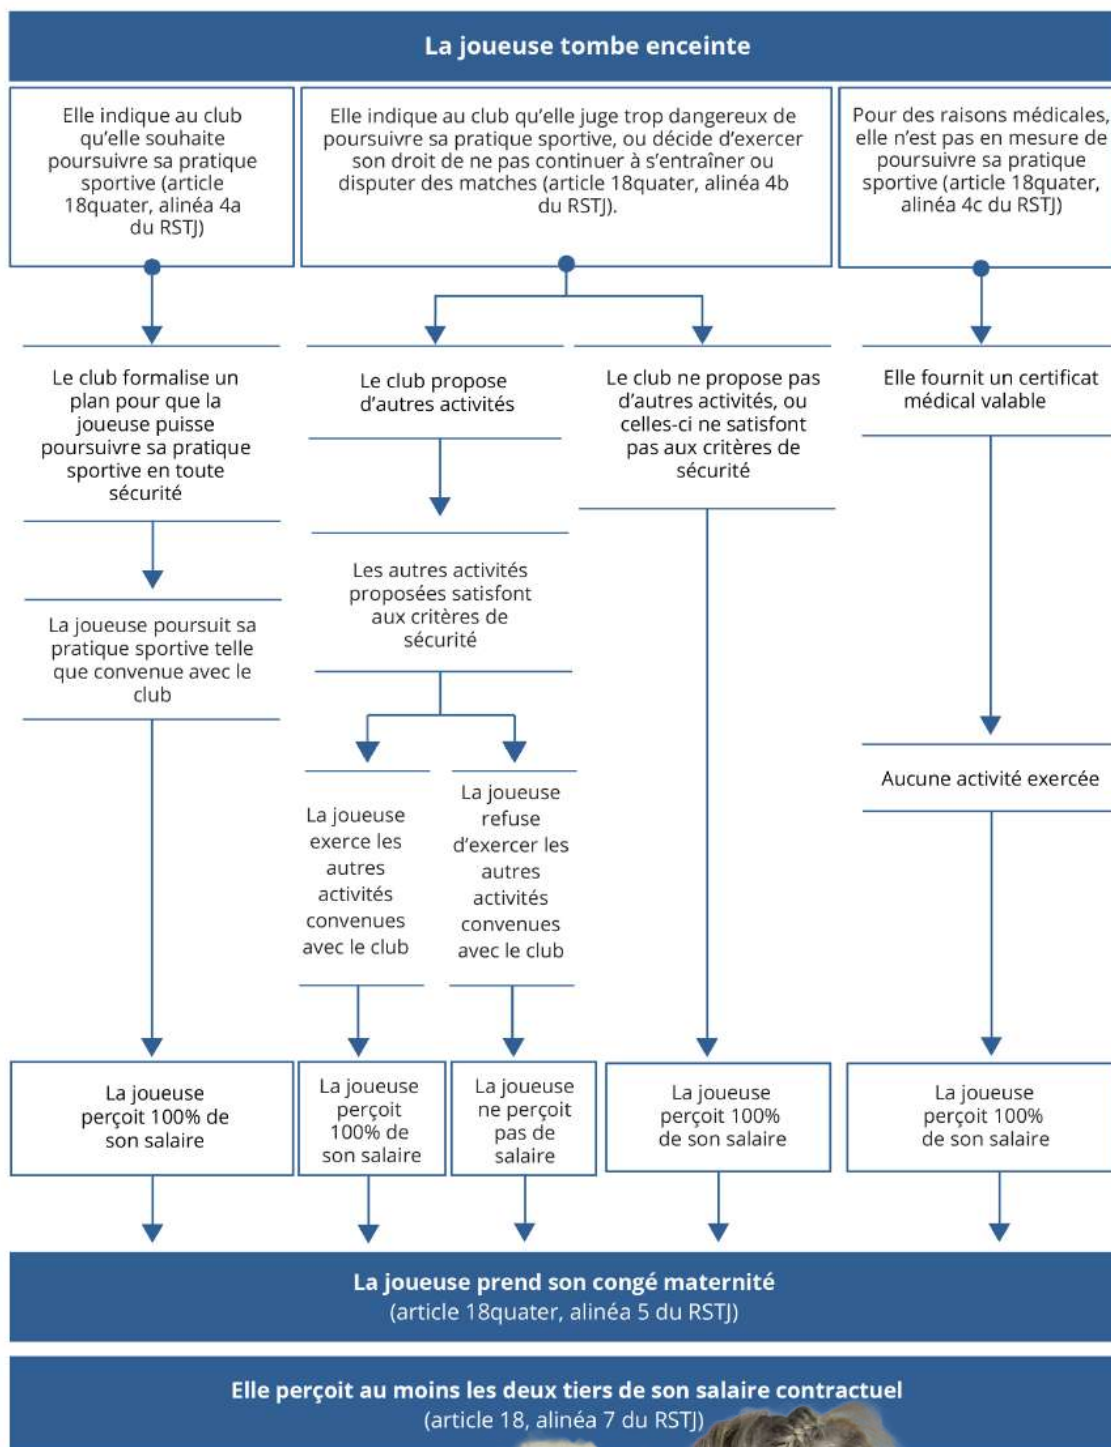 La joueuse tombe enceinte
Elle indique au club
qu'elle souhaite
poursuivre sa pratique
sportive (article
18quater, alinéa 4a
du RSTJ)
Elle indique au club qu'elle juge trop dangereux de
poursuivre sa pratique sportive, ou décide d'exercer
son droit de ne pas continuer à s'entraîner ou
disputer des matches (article 18quater, alinéa 4b
du RSTJ).
Pour des raisons médicales,
elle n'est pas en mesure de
poursuivre sa pratique
sportive (article 18quater,
alinéa 4c du RSTJ)
Le club formalise un
plan pour que la
joueuse puisse
poursuivre sa pratique
sportive en toute
sécurité
Le club propose
d'autres activités
Le club ne propose pas
d'autres activités, ou
celles-ci ne satisfont
pas aux critères de
sécurité
Elle fournit un certificat
médical valable
Les autres activités
proposées satisfont
aux critères de
sécurité
La joueuse poursuit sa
pratique sportive telle
que convenue avec le
club
Aucune activité exercée
La joueuse
exerce les
autres
activités
convenues
avec le club
La joueuse
refuse
d'exercer les
autres
activités
convenues
avec le club
La joueuse
perçoit 100% de
son salaire
La joueuse
perçoit
100% de
son salaire
La joueuse
ne perçoit
pas de
salaire
La joueuse
perçoit 100%
de son salaire
La joueuse
perçoit 100%
de son salaire
La joueuse prend son congé maternité
(article 18quater, alinéa 5 du RSTJ)
Elle perçoit au moins les deux tiers de son salaire contractuel
(article 18, alinéa 7 du RSTJ)